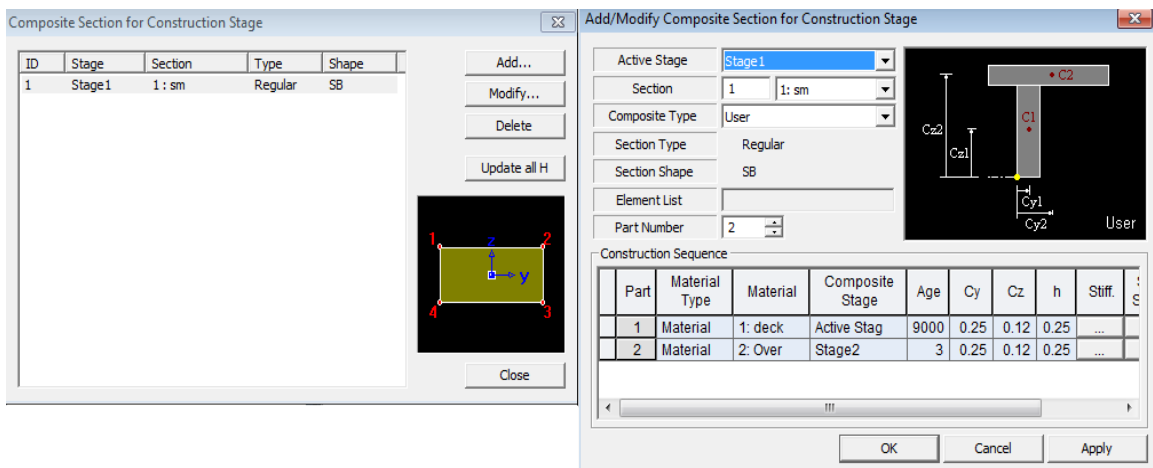 Composite Section for Construction Stage
ID Stage Section Type Shape
1 Stage1 1 : sm Regular SB
Add...
Modify...
Delete
Update all H
1 z 2
y
4 3
Close
Add/Modify Composite Section for Construction Stage
Active Stage Stage1
Section 1 1: sm
Composite Type User
Section Type Regular
Section Shape SB
Element List
Part Number 2
C2
C1
Cz2
Cz1
Cy1
Cy2
User
Construction Sequence
Part Material Type Material Composite Stage Age Cy Cz h Stiff.
1 Material 1: deck Active Stag 9000 0.25 0.12 0.25 ...
2 Material 2: Over Stage2 3 0.25 0.12 0.25 ...
OK Cancel Apply